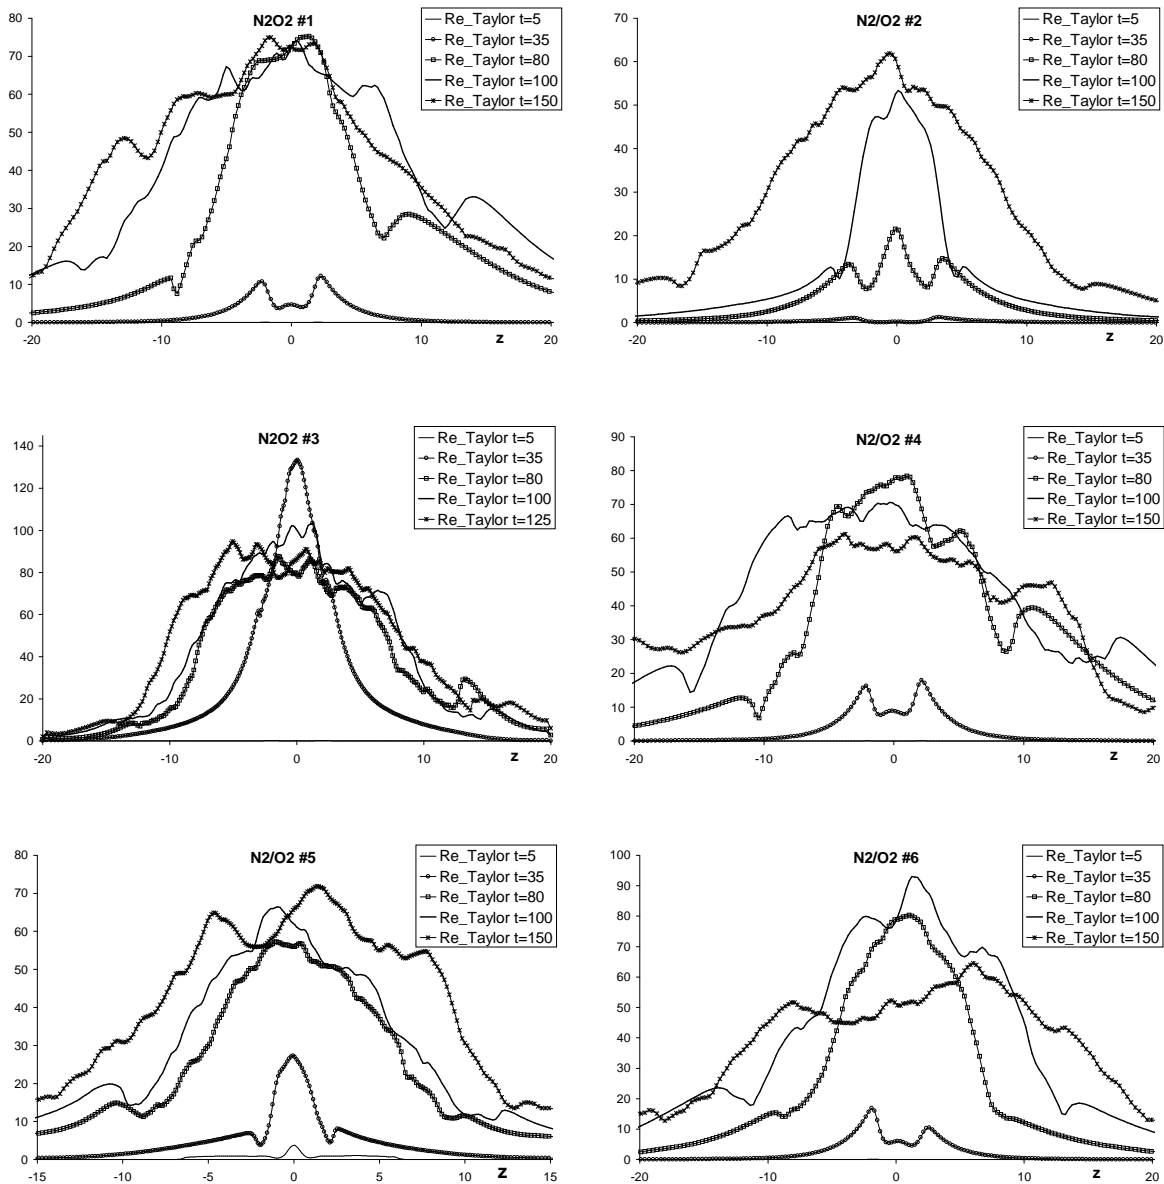 N2O2 #1
Re_Taylor t=5
Re_Taylor t=35
Re_Taylor t=80
Re_Taylor t=100
Re_Taylor t=150
80
70
60
50
40
30
20
10
0
-20 -10 0 10 z 20
N2/O2 #2
Re_Taylor t=5
Re_Taylor t=35
Re_Taylor t=80
Re_Taylor t=100
Re_Taylor t=150
70
60
50
40
30
20
10
0
-20 -10 0 10 z 20
N2O2 #3
Re_Taylor t=5
Re_Taylor t=35
Re_Taylor t=80
Re_Taylor t=100
Re_Taylor t=125
140
120
100
80
60
40
20
0
-20 -10 0 10 z 20
N2/O2 #4
Re_Taylor t=5
Re_Taylor t=35
Re_Taylor t=80
Re_Taylor t=100
Re_Taylor t=150
90
80
70
60
50
40
30
20
10
0
-20 -10 0 10 z 20
N2/O2 #5
Re_Taylor t=5
Re_Taylor t=35
Re_Taylor t=80
Re_Taylor t=100
Re_Taylor t=150
80
70
60
50
40
30
20
10
0
-15 -10 -5 0 5 10 z 15
N2/O2 #6
Re_Taylor t=5
Re_Taylor t=35
Re_Taylor t=80
Re_Taylor t=100
Re_Taylor t=150
100
90
80
70
60
50
40
30
20
10
0
-20 -10 0 10 z 20